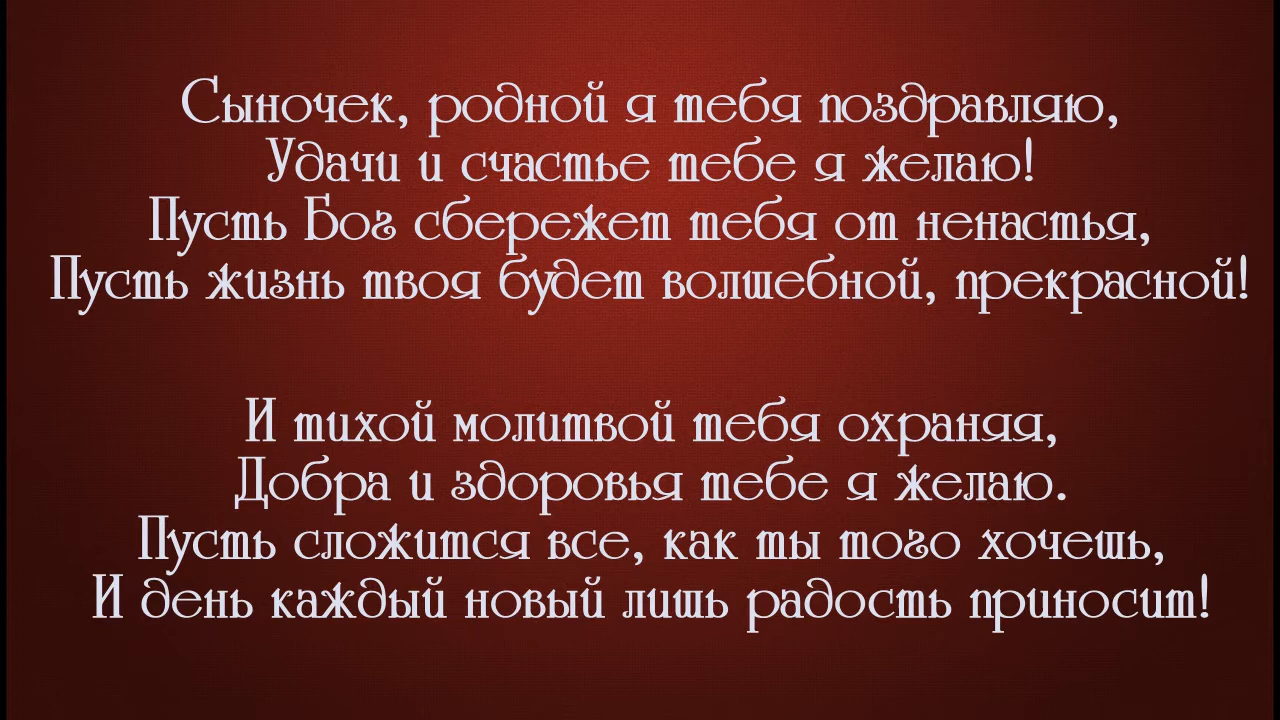 Сыночек, родной я тебя поздравляю,
Удачи и счастье тебе я желаю!
Пусть Бог сбережет тебя от ненастья,
Пусть жизнь твоя будет волшебной, прекрасной!
И тихой молитвой тебя охраняя,
Добра и здоровья тебе я желаю.
Пусть сложится все, как ты того хочешь,
И день каждый новый лишь радость приносит!